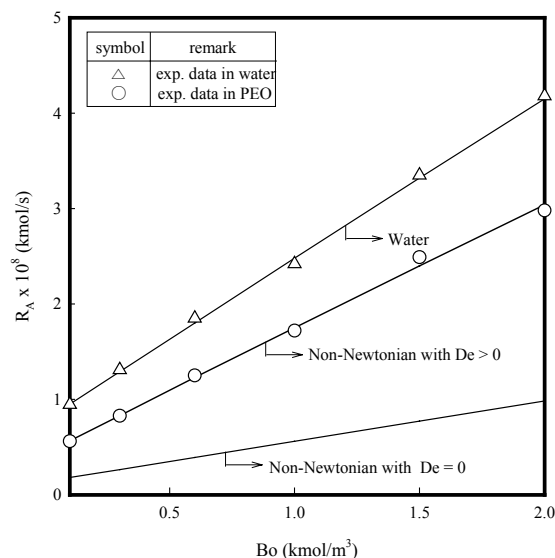 5
symbol remark
△ exp. data in water
○ exp. data in PEO
4
3
2
1
0
R_A x 10^8 (kmol/s)
Water
Non-Newtonian with De > 0
Non-Newtonian with De = 0
0.5 1.0 1.5 2.0
Bo (kmol/m^3)